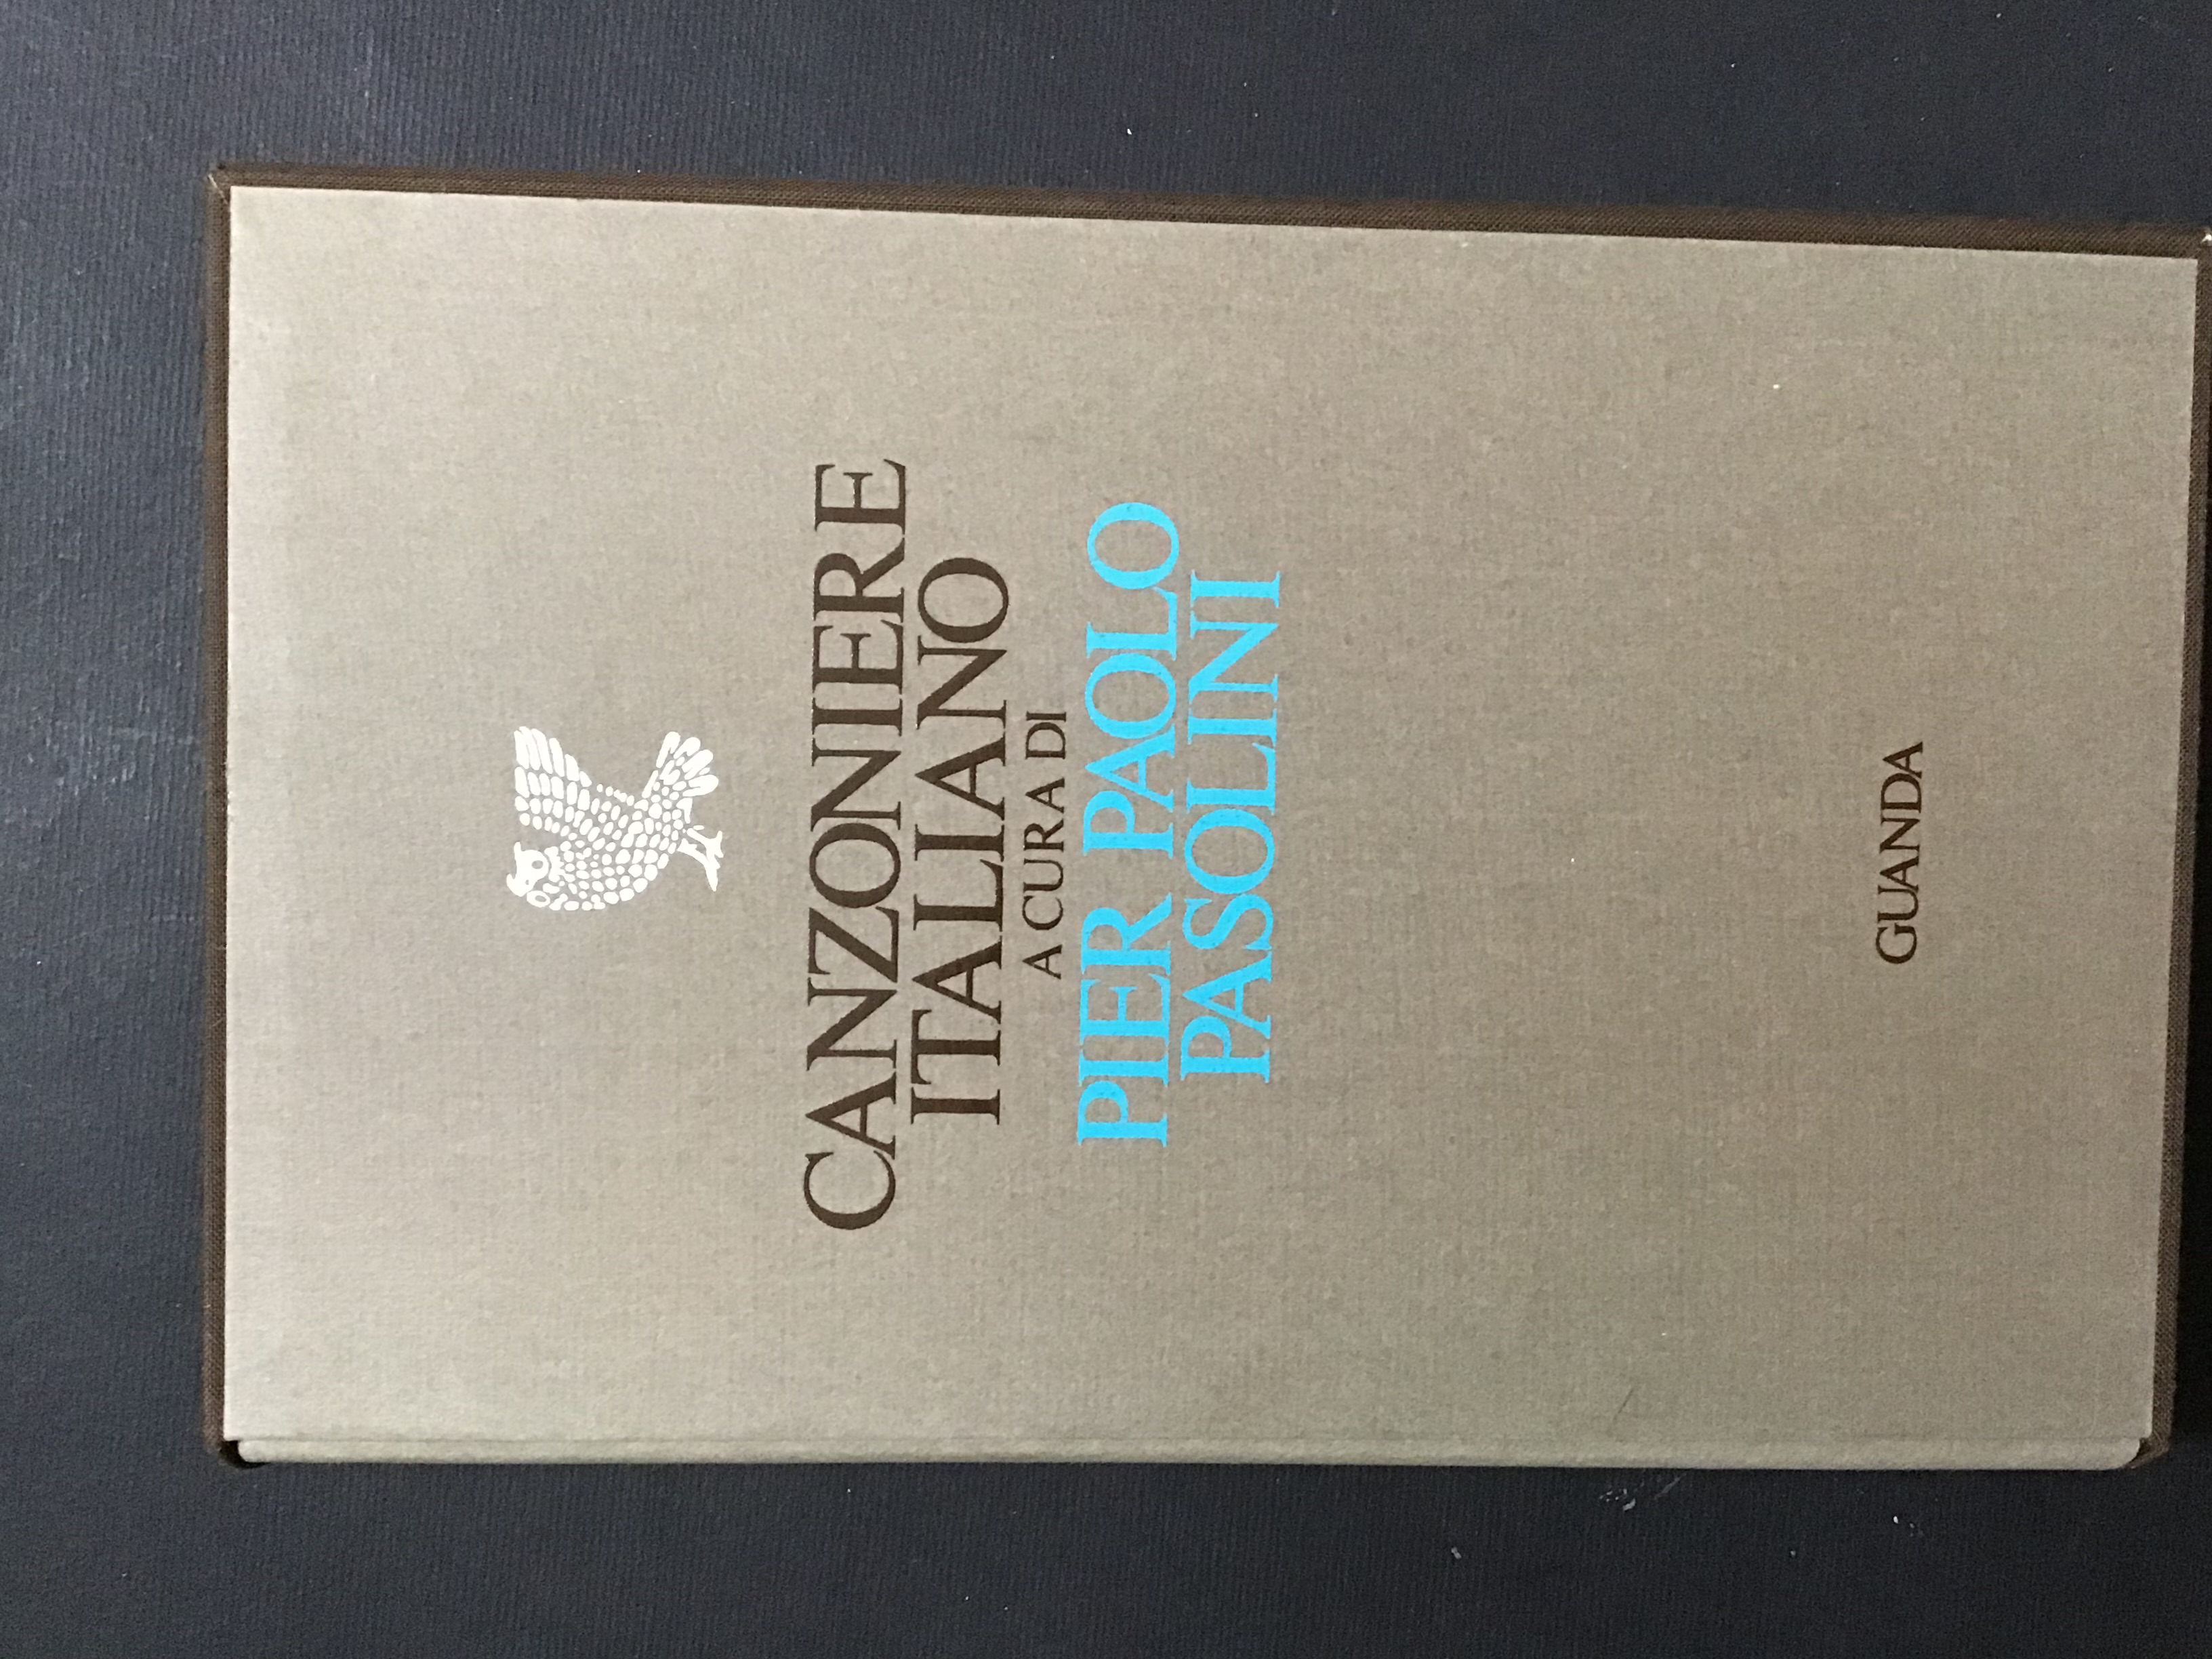 CANZONIERE
ITALIANO
A CURA DI
PIER PAOLO
PASOLINI
GUANDA